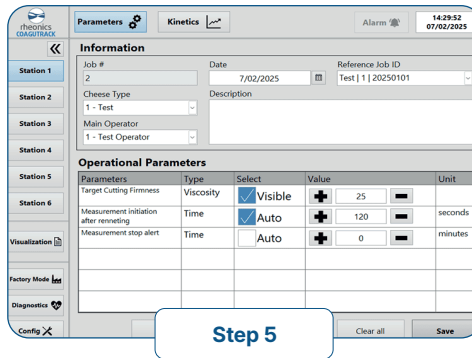 rheonics
COAGUTRACK
Parameters
Kinetics
Alarm
14:29:52
07/02/2025
Station 1
Station 2
Station 3
Station 4
Station 5
Station 6
Visualization
Factory Mode
Diagnostics
Config
Information
Job #
Date
Reference Job ID
2
7/02/2025
Test | 1 | 20250101
Cheese Type
Description
1 - Test
Main Operator
1 - Test Operator
Operational Parameters
Parameters Type Select Value Unit
Target Cutting Firmness Viscosity Visible 25
Measurement initiation after renneting Time Auto 120 seconds
Measurement stop alert Time Auto 0 minutes
Step 5
Clear all
Save